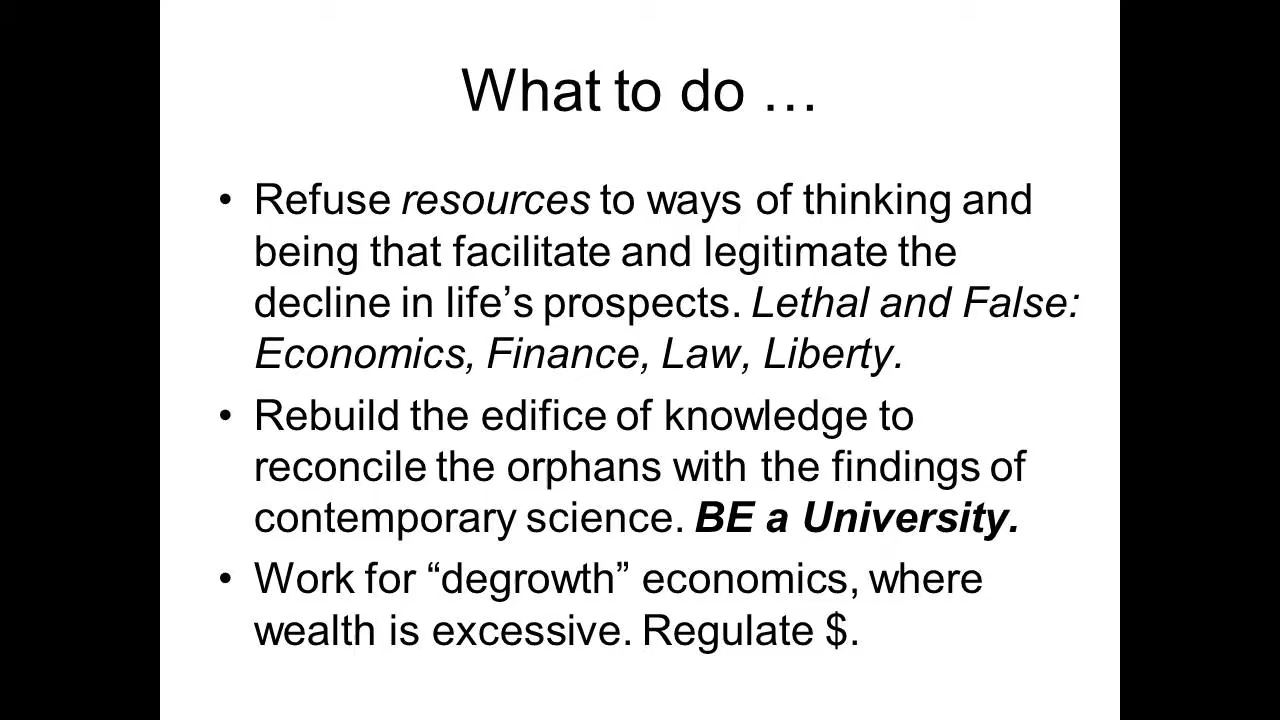 What to do …
• Refuse resources to ways of thinking and
being that facilitate and legitimate the
decline in life’s prospects. Lethal and False:
Economics, Finance, Law, Liberty.
• Rebuild the edifice of knowledge to
reconcile the orphans with the findings of
contemporary science. BE a University.
• Work for “degrowth” economics, where
wealth is excessive. Regulate $.